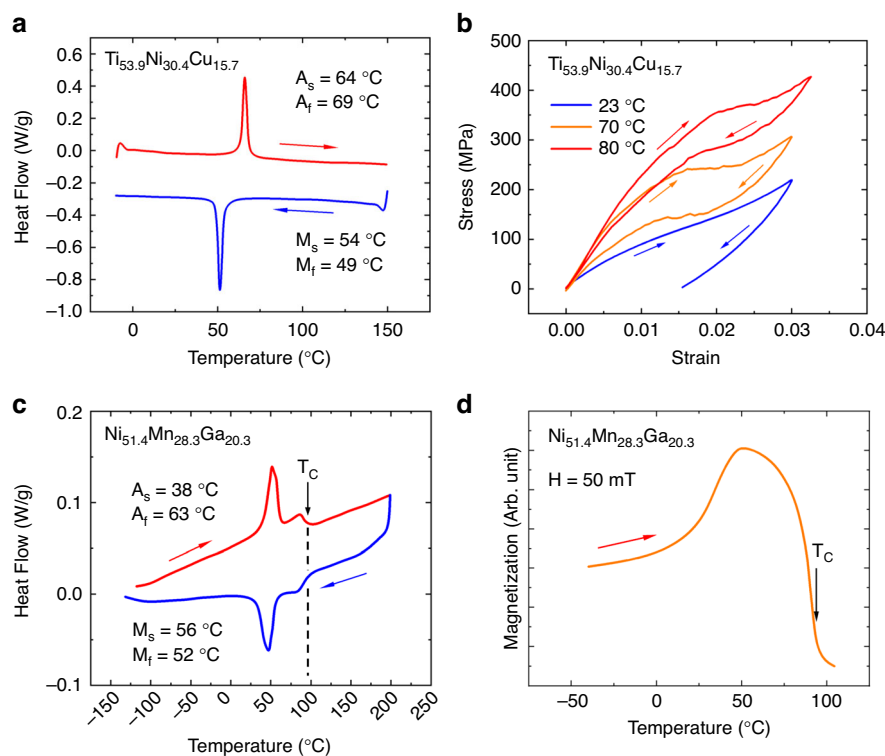 a
Ti53.9Ni30.4Cu15.7
As = 64 °C
Af = 69 °C
Ms = 54 °C
Mf = 49 °C
Heat Flow (W/g)
0.6
0.4
0.2
0.0
–0.2
–0.4
–0.6
–0.8
–1.0
0 50 100 150
Temperature (°C)
b
Ti53.9Ni30.4Cu15.7
23 °C
70 °C
80 °C
Stress (MPa)
500
400
300
200
100
0
0.00 0.01 0.02 0.03 0.04
Strain
c
Ni51.4Mn28.3Ga20.3
As = 38 °C
Af = 63 °C
TC
Ms = 56 °C
Mf = 52 °C
Heat Flow (W/g)
0.2
0.1
0.0
–0.1
–150 –100 –50 0 50 100 150 200 250
Temperature (°C)
d
Ni51.4Mn28.3Ga20.3
H = 50 mT
TC
Magnetization (Arb. unit)
–50 0 50 100
Temperature (°C)